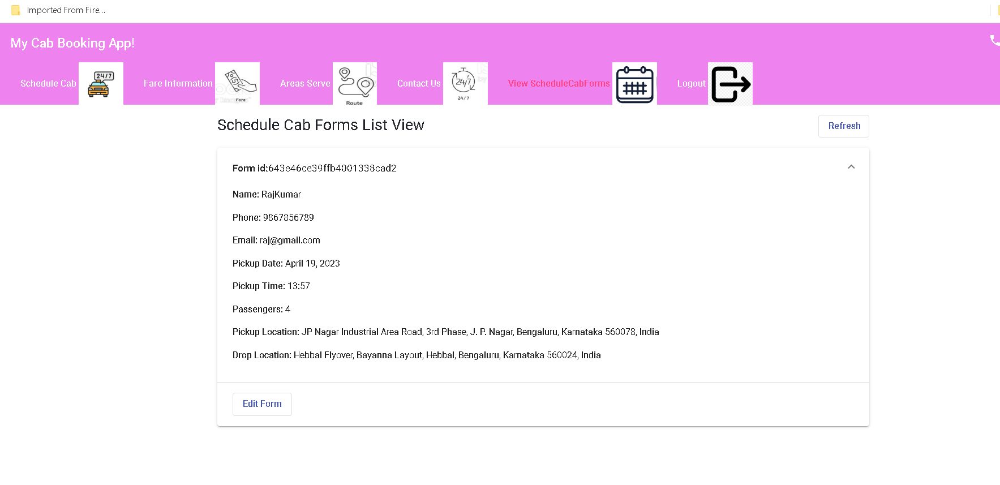 Imported From Fire...
My Cab Booking App!
Schedule Cab
24/7
Fare Information
Fare
Areas Serve
Route
Contact Us
24/7
24/7
View ScheduleCabForms
Logout
Schedule Cab Forms List View
Refresh
Form id:643e46ce39ffb4001338cad2
Name: RajKumar
Phone: 9867856789
Email: raj@gmail.com
Pickup Date: April 19, 2023
Pickup Time: 13:57
Passengers: 4
Pickup Location: JP Nagar Industrial Area Road, 3rd Phase, J. P. Nagar, Bengaluru, Karnataka 560078, India
Drop Location: Hebbal Flyover, Bayanna Layout, Hebbal, Bengaluru, Karnataka 560024, India
Edit Form